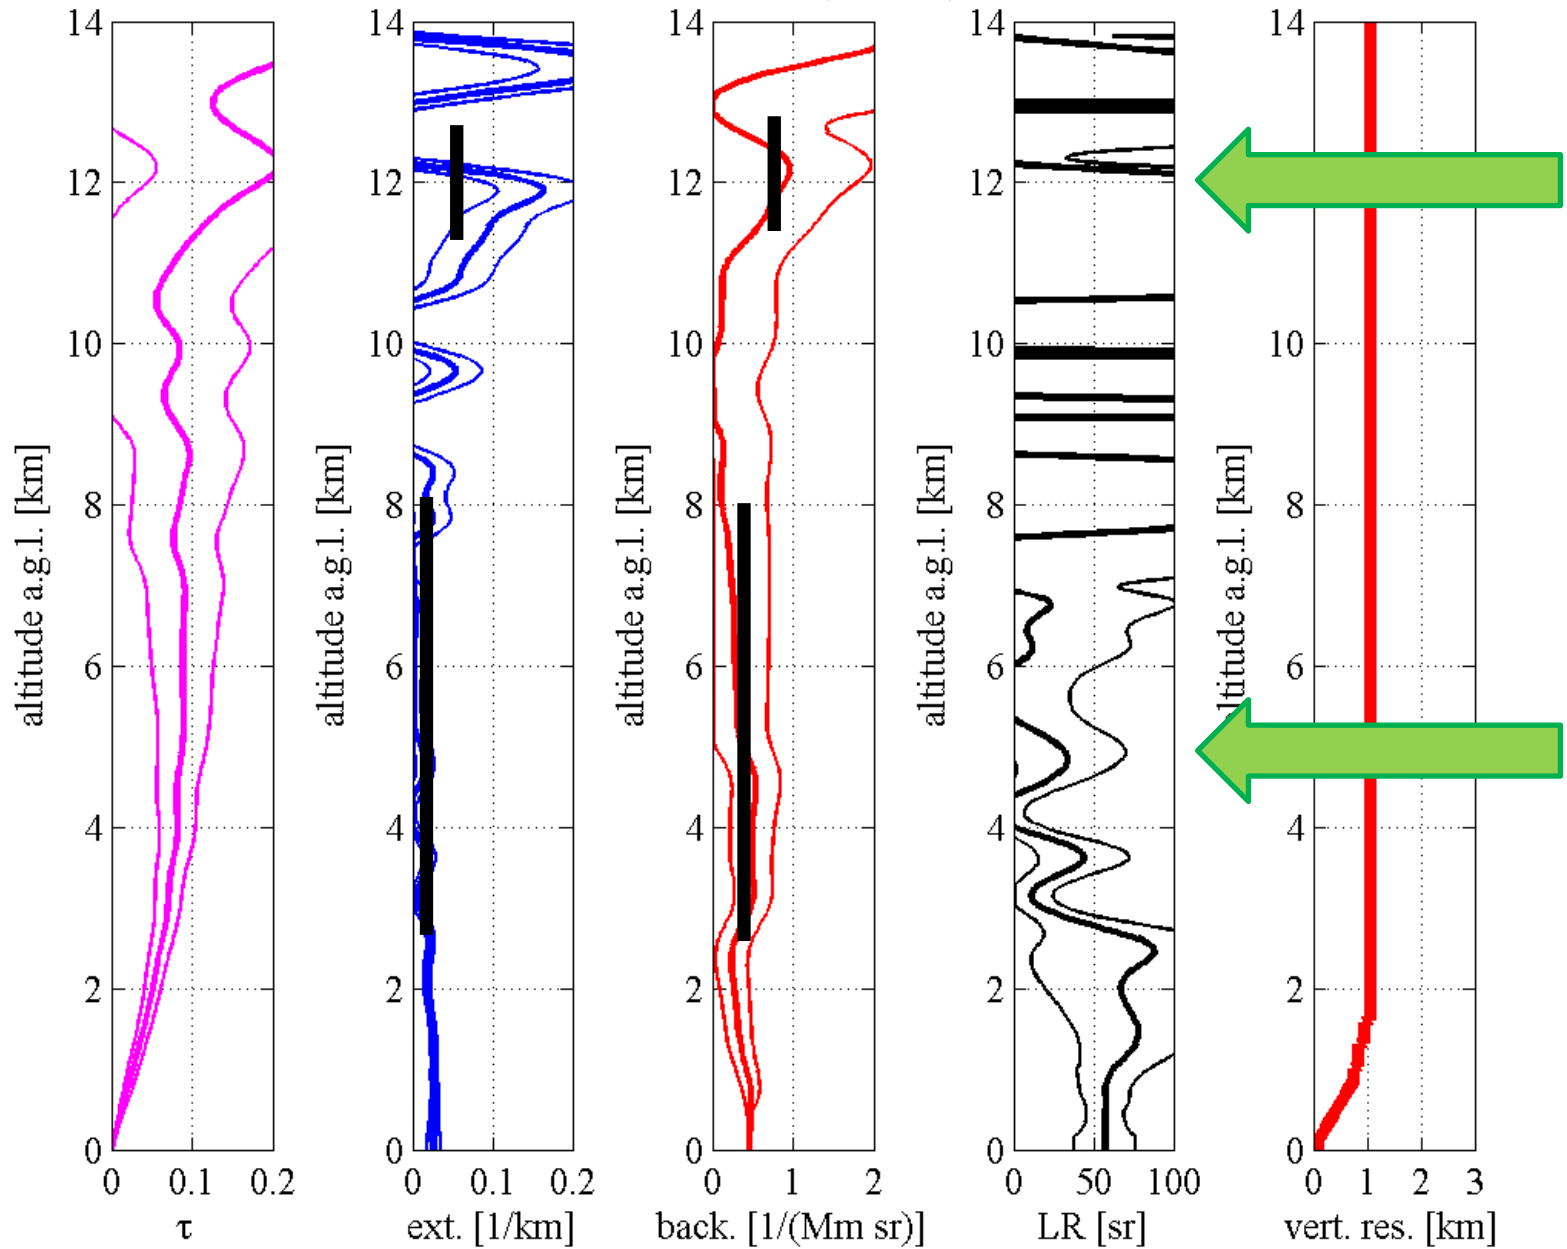 14 14 14 14 14
12 12 12 12 12
10 10 10 10 10
8 8 8 8 8
6 6 6 6 6
4 4 4 4 4
2 2 2 2 2
0 0 0 0 0
altitude a.g.l. [km] altitude a.g.l. [km] altitude a.g.l. [km] altitude a.g.l. [km] altitude a.g.l. [km]
0 0.1 0.2 0 0.1 0.2 0 1 2 0 50 100 0 1 2 3
τ ext. [1/km] back. [1/(Mm sr)] LR [sr] vert. res. [km]